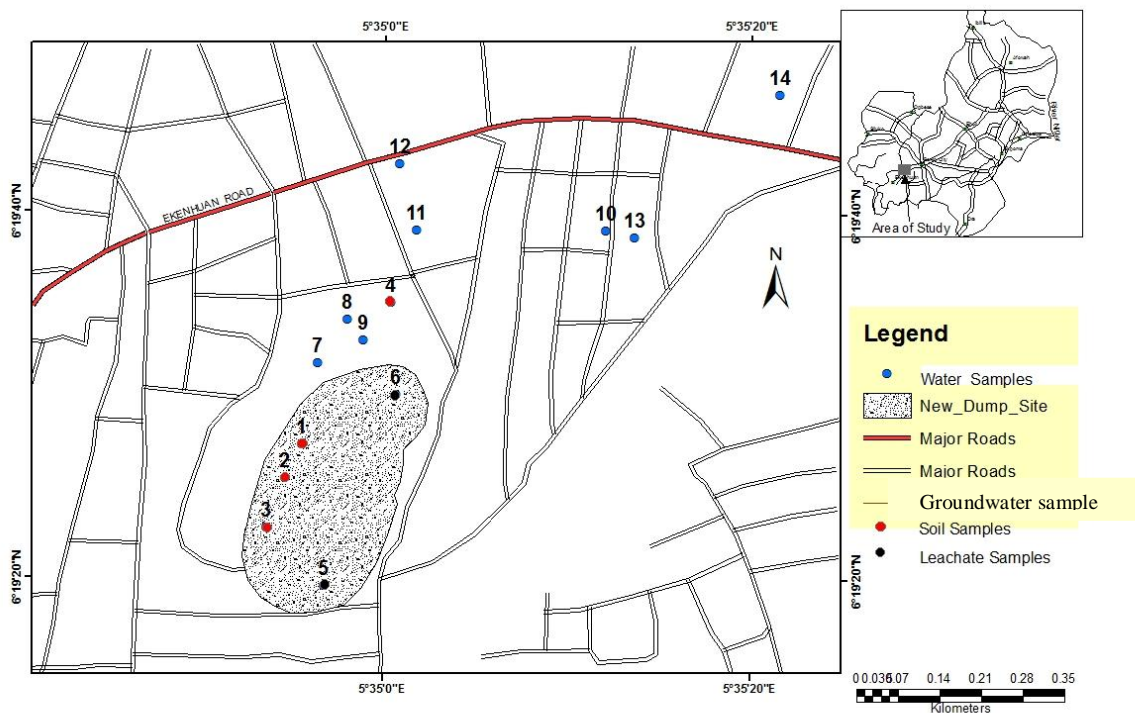 5°35'0"E
5°35'20"E
14
12
EKENHUAN ROAD
11
10
13
6°19'40"N
6°19'40"N
Area of Study
N
4
8
9
7
6
1
2
3
5
6°19'20"N
6°19'20"N
5°35'0"E
5°35'20"E
Legend
Water_Samples
New_Dump_Site
Major Roads
Major Roads
Groundwater sample
Soil Samples
Leachate Samples
0 0.035 0.07 0.14 0.21 0.28 0.35
Kilometers